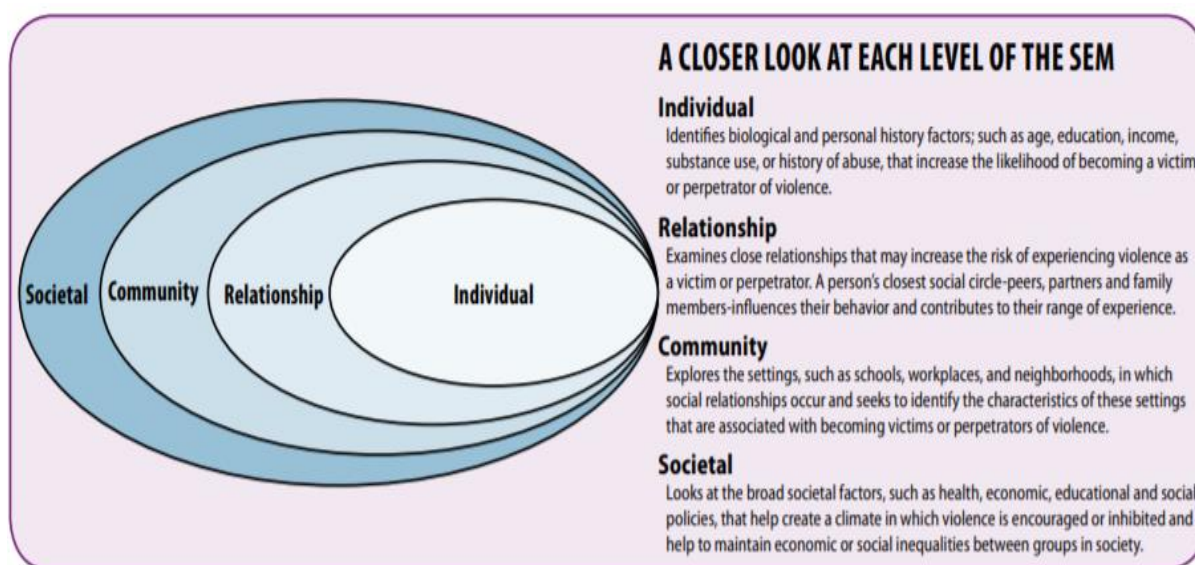 A CLOSER LOOK AT EACH LEVEL OF THE SEM
Individual
Identifies biological and personal history factors; such as age, education, income,
substance use, or history of abuse, that increase the likelihood of becoming a victim
or perpetrator of violence.
Relationship
Examines close relationships that may increase the risk of experiencing violence as
a victim or perpetrator. A person's closest social circle-peers, partners and family
members-influences their behavior and contributes to their range of experience.
Community
Explores the settings, such as schools, workplaces, and neighborhoods, in which
social relationships occur and seeks to identify the characteristics of these settings
that are associated with becoming victims or perpetrators of violence.
Societal
Looks at the broad societal factors, such as health, economic, educational and social
policies, that help create a climate in which violence is encouraged or inhibited and
help to maintain economic or social inequalities between groups in society.
Societal
Community
Relationship
Individual